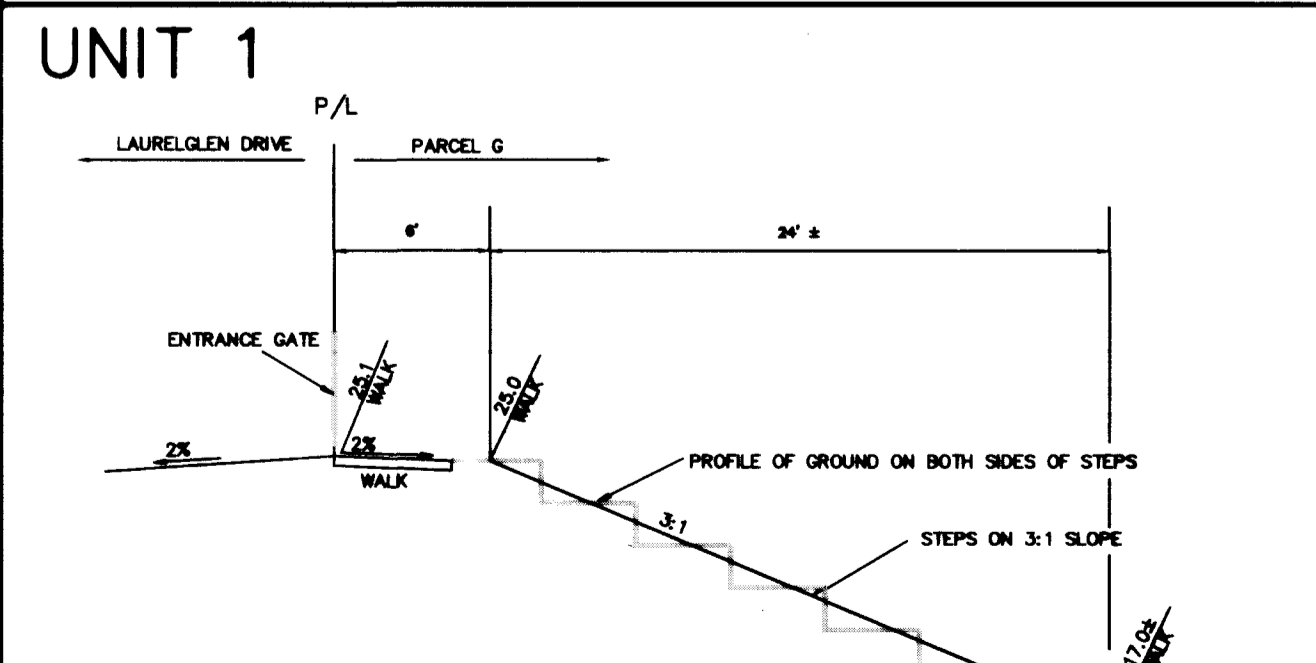 UNIT 1
P/L
LAURELGLEN DRIVE
PARCEL G
6'
24' ±
ENTRANCE GATE
25.1
WALK
25.0
WALK
2%
2%
WALK
PROFILE OF GROUND ON BOTH SIDES OF STEPS
3:1
STEPS ON 3:1 SLOPE
17.0±
WALK